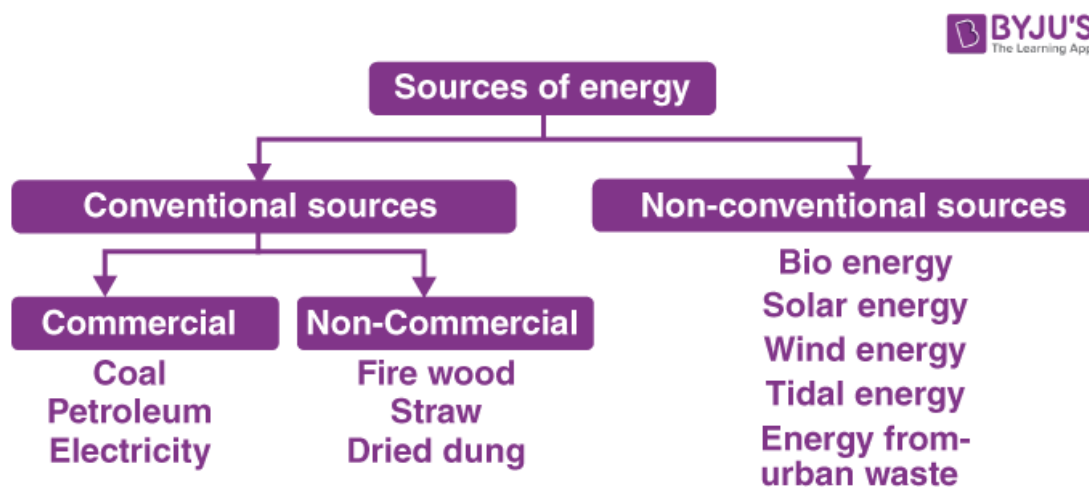 BYJU'S
The Learning App
Sources of energy
Conventional sources
Non-conventional sources
Commercial
Coal
Petroleum
Electricity
Non-Commercial
Fire wood
Straw
Dried dung
Bio energy
Solar energy
Wind energy
Tidal energy
Energy from-
urban waste